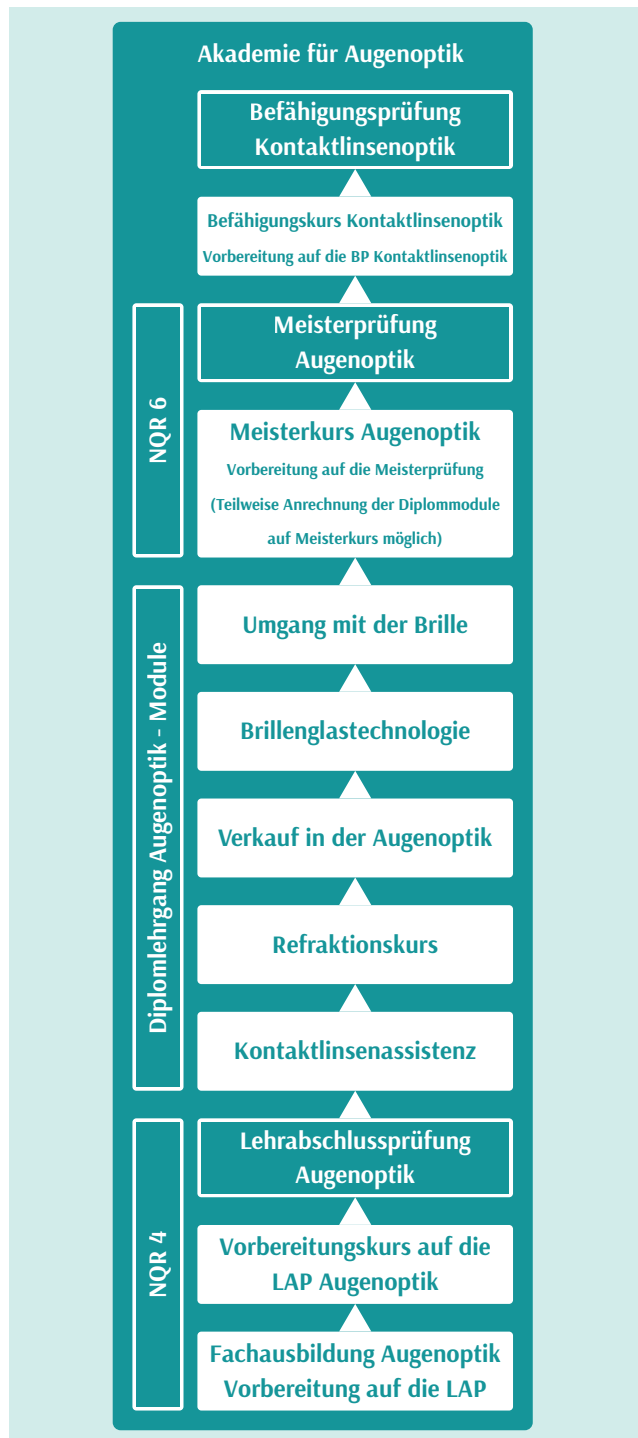 Akademie für Augenoptik
Befähigungsprüfung
Kontaktlinsenoptik
Befähigungskurs Kontaktlinsenoptik
Vorbereitung auf die BP Kontaktlinsenoptik
NQR 6
Meisterprüfung
Augenoptik
Meisterkurs Augenoptik
Vorbereitung auf die Meisterprüfung
(Teilweise Anrechnung der Diplommodule
auf Meisterkurs möglich)
Diplomlehrgang Augenoptik - Module
Umgang mit der Brille
Brillenglastechnologie
Verkauf in der Augenoptik
Refraktionskurs
Kontaktlinsenassistenz
NQR 4
Lehrabschlussprüfung
Augenoptik
Vorbereitungskurs auf die
LAP Augenoptik
Fachausbildung Augenoptik
Vorbereitung auf die LAP